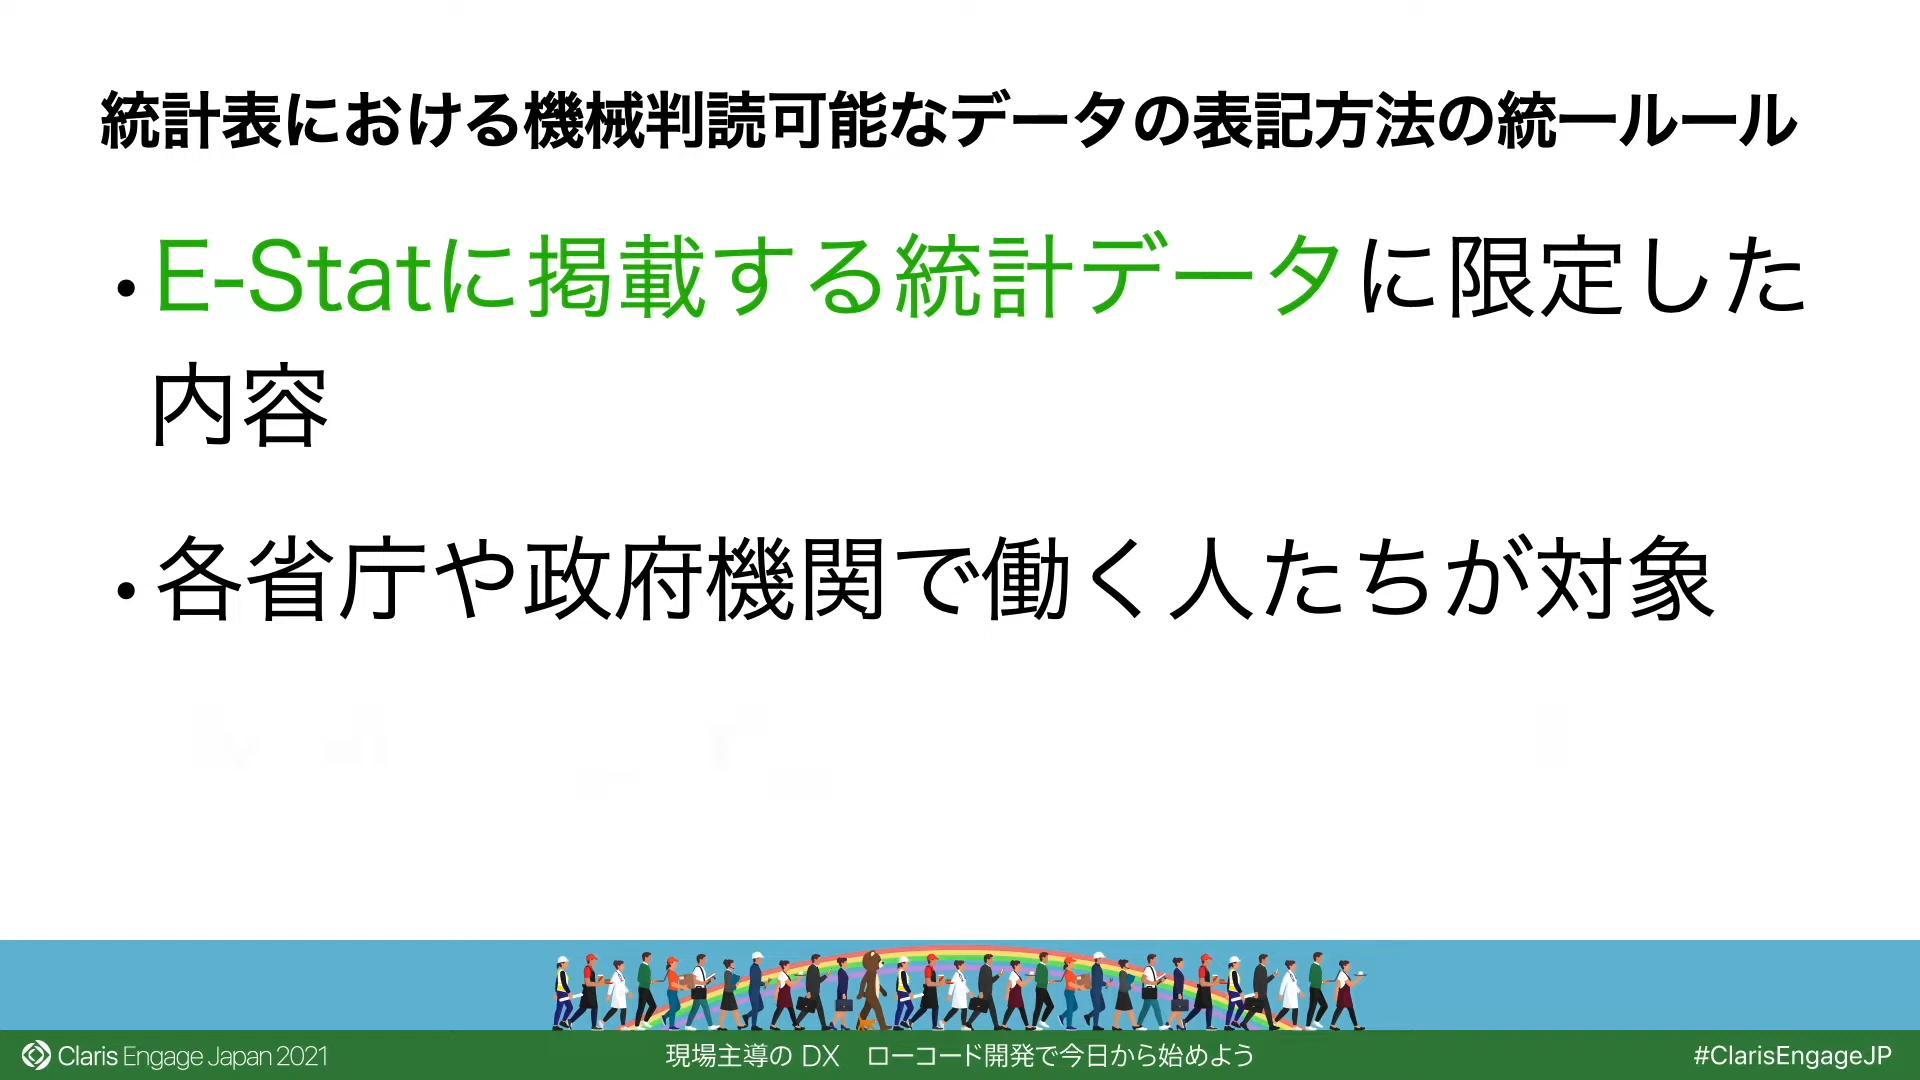 統計表における機械判読可能なデータの表記方法の統一ルール
• E-Statに掲載する統計データに限定した
内容
• 各省庁や政府機関で働く人たちが対象
Claris Engage Japan 2021
現場主導の DX　ローコード開発で今日から始めよう
#ClarisEngageJP